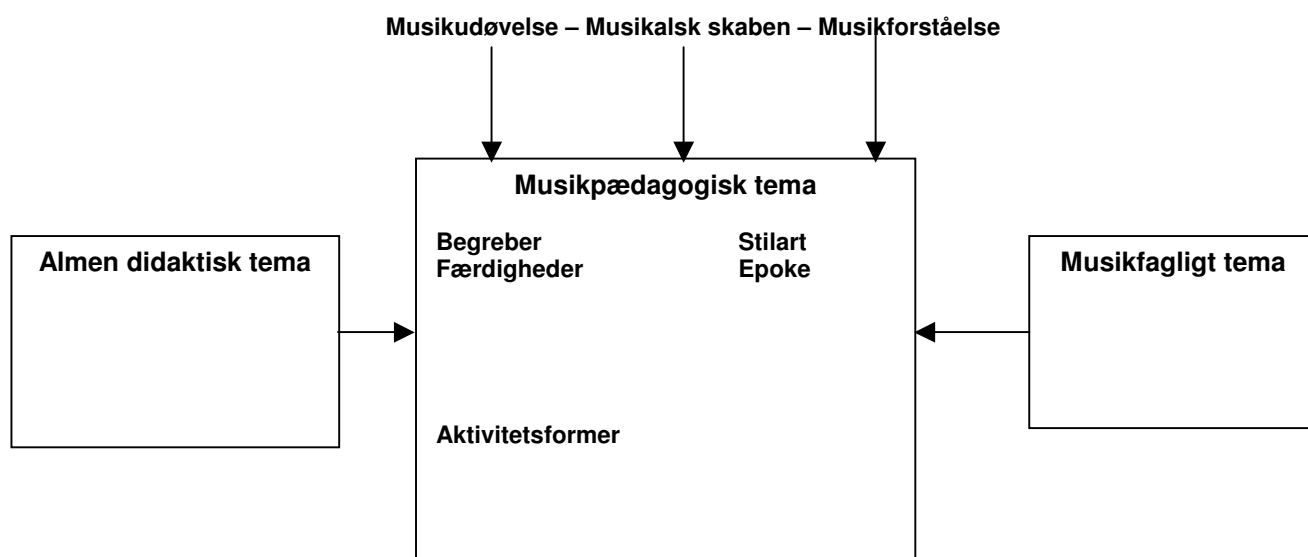 Musikudøvelse – Musikalsk skaben – Musikforståelse
Musikpædagogisk tema
Begreber Stilart
Færdigheder Epoke
Aktivitetsformer
Almen didaktisk tema
Musikfagligt tema